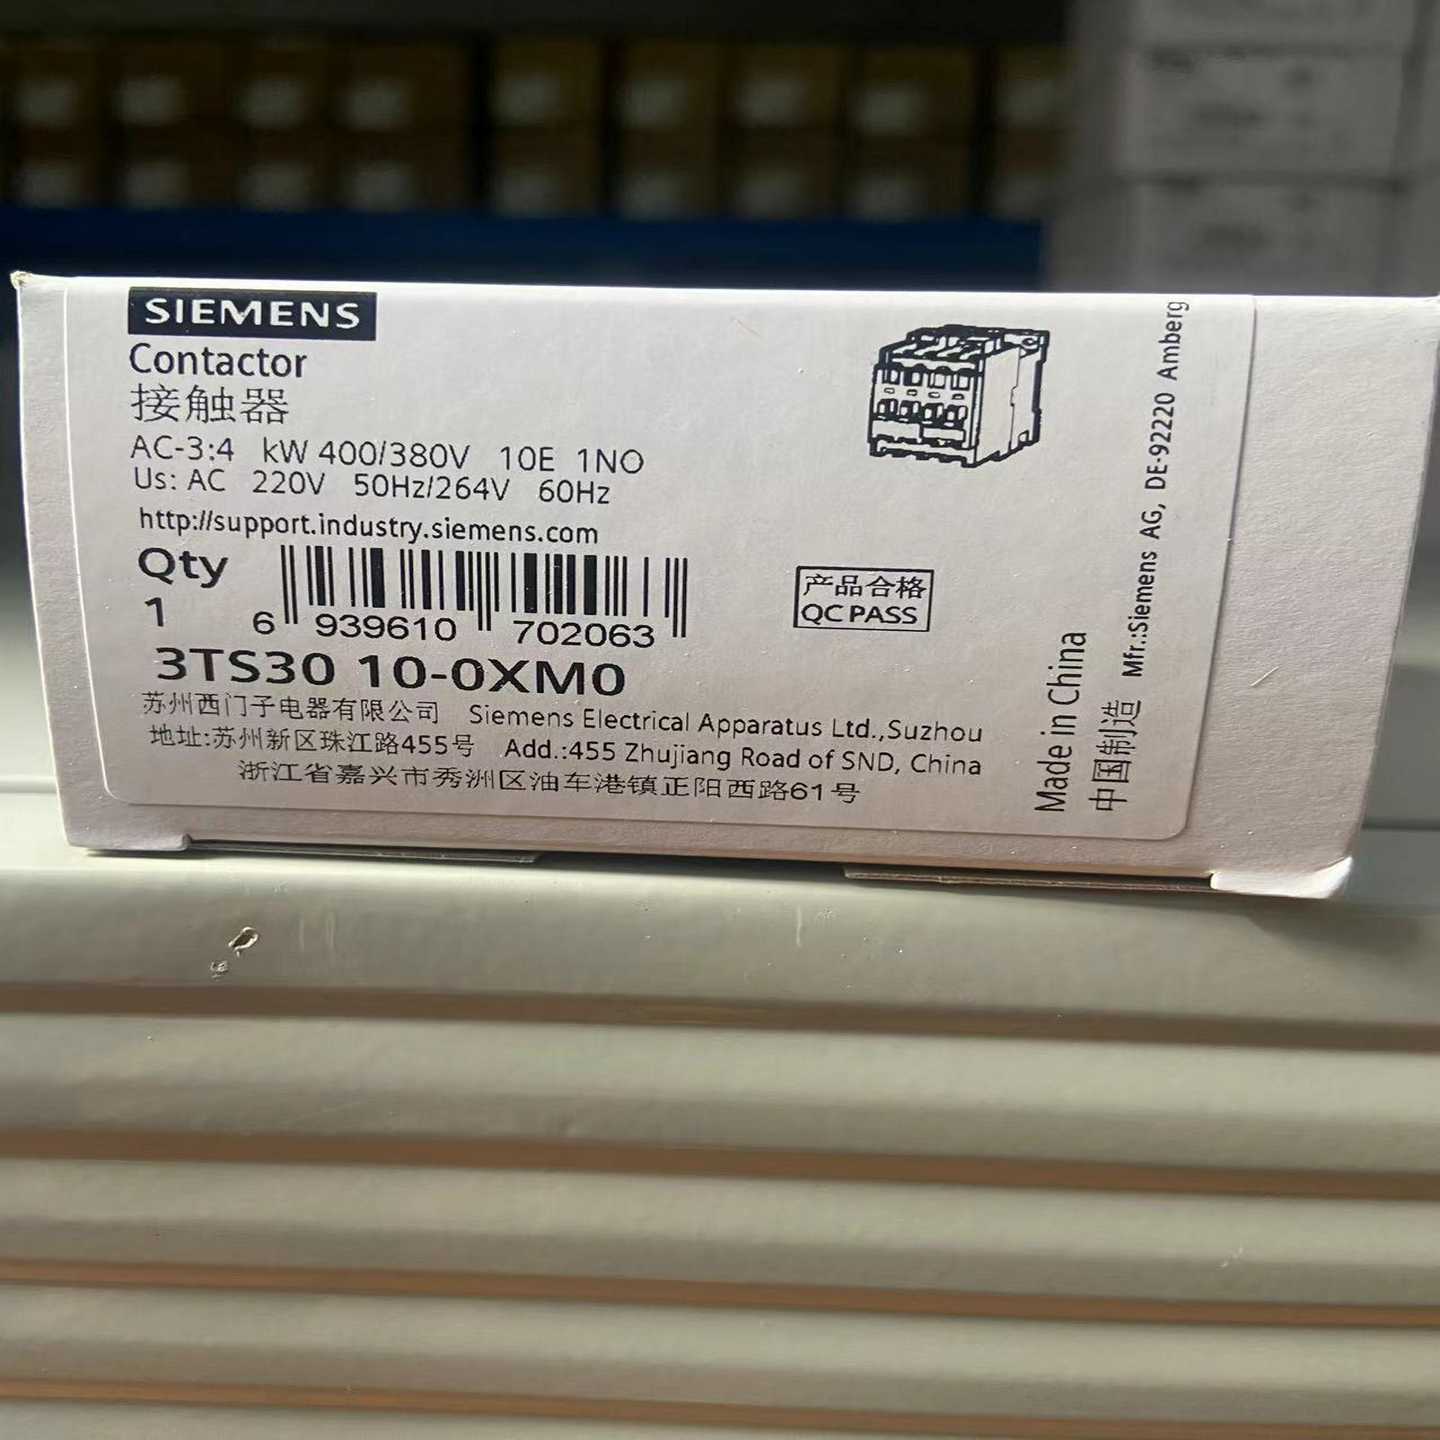 SIEMENS
Contactor
接触器
AC-3:4 kW 400/380V 10E 1NO
Us: AC 220V 50Hz/264V 60Hz
http://support.industry.siemens.com
Qty
1
6 939610 702063
3TS30 10-0XM0
苏州西门子电器有限公司 Siemens Electrical Apparatus Ltd.,Suzhou
地址:苏州新区珠江路455号 Add.:455 Zhujiang Road of SND, China
浙江省嘉兴市秀洲区油车港镇正阳西路61号
产品合格
QC PASS
Made in China
中国制造 Mfr.:Siemens AG, DE-92220 Amberg